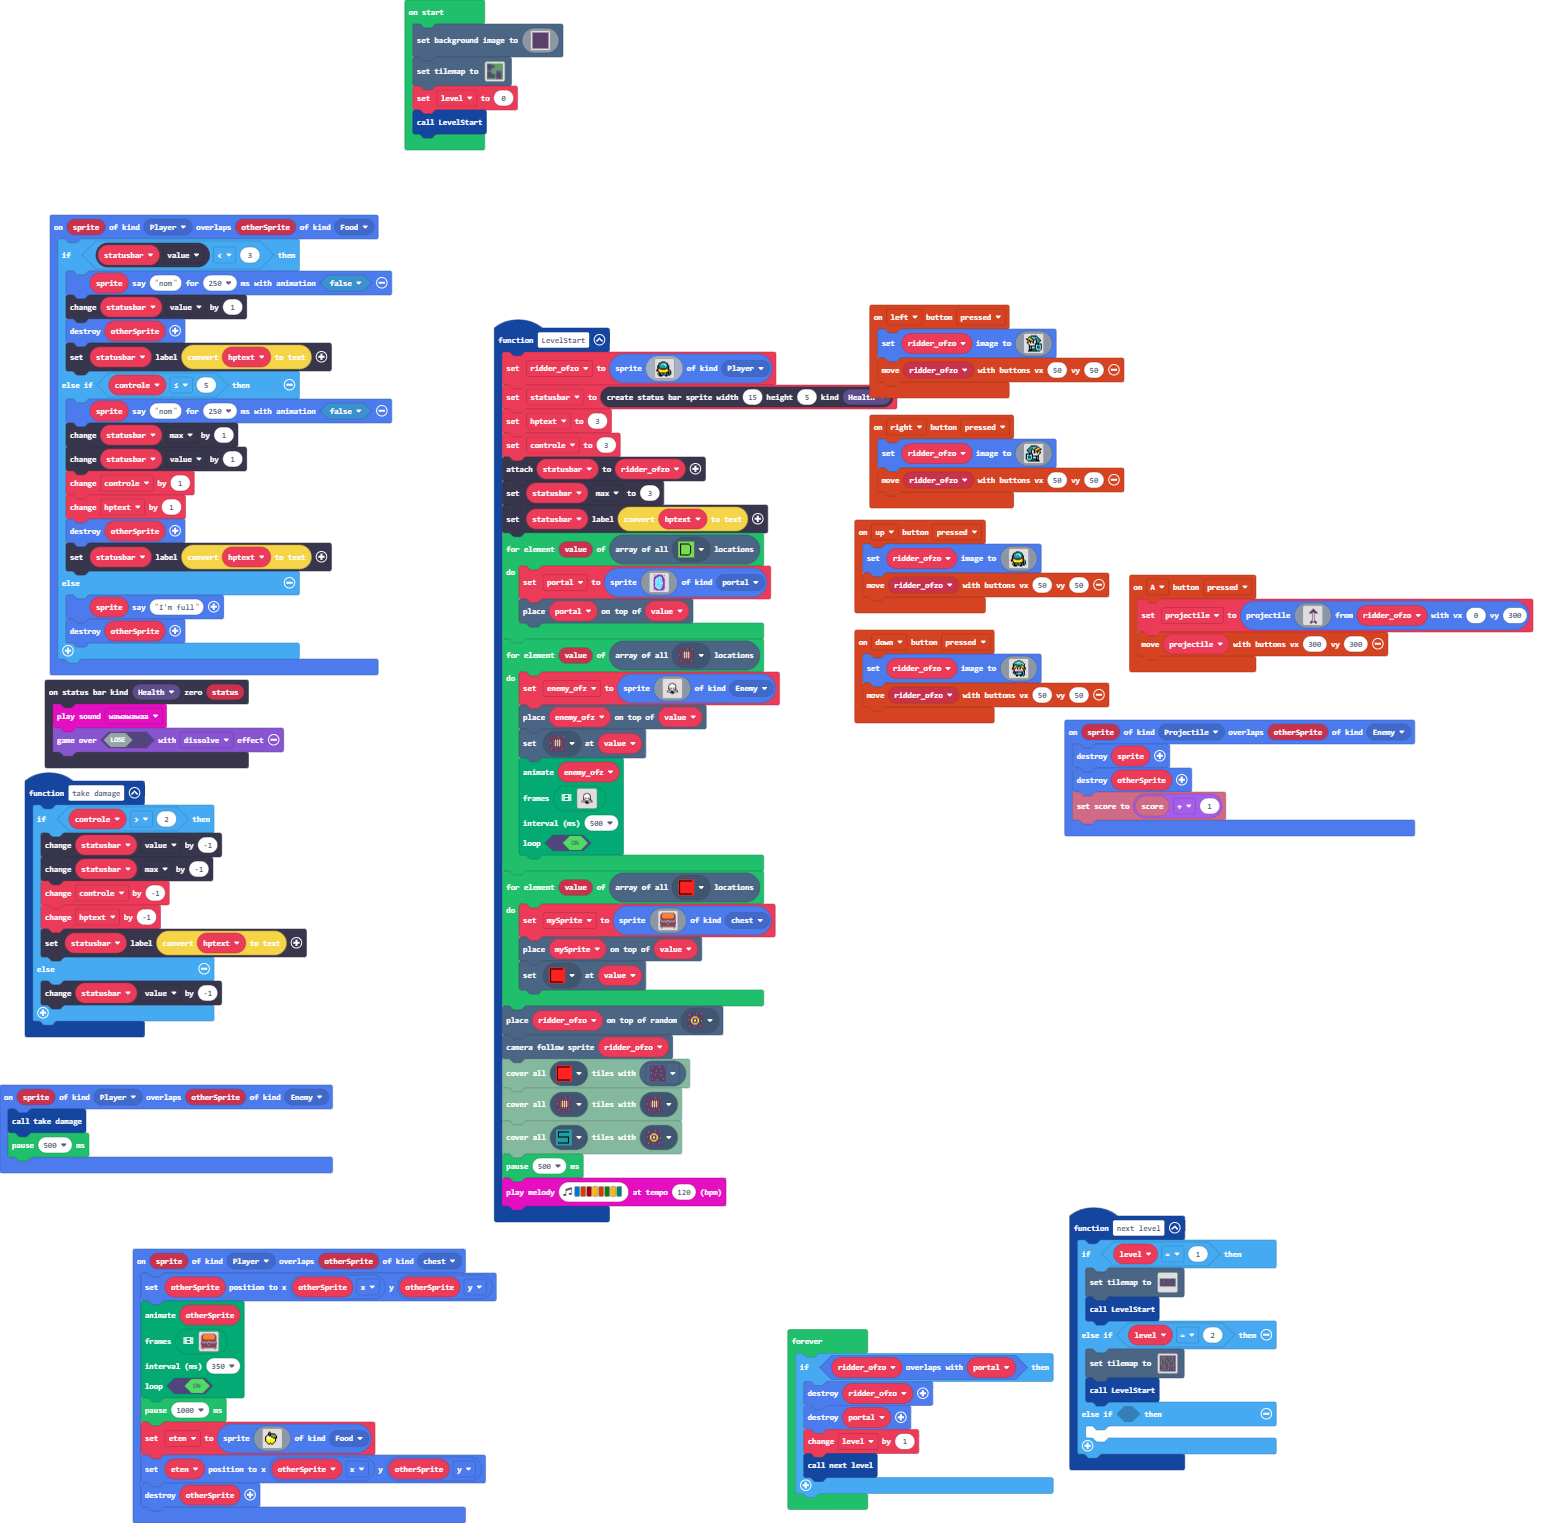 on start
set background image to
set tilemap to
set level to 0
call LevelStart
on sprite of kind Player overlaps otherSprite of kind Food
if statusbar value < 3 then
sprite say "nom" for 250 ms with animation false
change statusbar value by 1
destroy otherSprite
set statusbar label convert hptext to text
else if controle ≤ 5 then
sprite say "nom" for 250 ms with animation false
change statusbar max by 1
change statusbar value by 1
change controle by 1
change hptext by 1
destroy otherSprite
set statusbar label convert hptext to text
else
sprite say "I'm full"
destroy otherSprite
on status bar kind Health zero status
play sound wawawawaa
game over LOSE with dissolve effect
function take damage
if controle > 2 then
change statusbar value by -1
change statusbar max by -1
change controle by -1
change hptext by -1
set statusbar label convert hptext to text
else
change statusbar value by -1
on sprite of kind Player overlaps otherSprite of kind Enemy
call take damage
pause 500 ms
on sprite of kind Player overlaps otherSprite of kind chest
set otherSprite position to x otherSprite x y otherSprite y
animate otherSprite
frames
interval (ms) 350
loop ON
pause 1000 ms
set eten to sprite of kind Food
set eten position to x otherSprite x y otherSprite y
destroy otherSprite
function LevelStart
set ridder_ofzo to sprite of kind Player
set statusbar to create status bar sprite width 15 height 5 kind Healt
set hptext to 3
set controle to 3
attach statusbar to ridder_ofzo
set statusbar max to 3
set statusbar label convert hptext to text
for element value of array of all locations
do set portal to sprite of kind portal
place portal on top of value
for element value of array of all locations
do set enemy_ofz to sprite of kind Enemy
place enemy_ofz on top of value
set at value
animate enemy_ofz
frames
interval (ms) 500
loop ON
for element value of array of all locations
do set mySprite to sprite of kind chest
place mySprite on top of value
set at value
place ridder_ofzo on top of random
camera follow sprite ridder_ofzo
cover all tiles with
cover all tiles with
cover all tiles with
pause 500 ms
play melody at tempo 120 (bpm)
on left button pressed
set ridder_ofzo image to
move ridder_ofzo with buttons vx 50 vy 50
on right button pressed
set ridder_ofzo image to
move ridder_ofzo with buttons vx 50 vy 50
on up button pressed
set ridder_ofzo image to
move ridder_ofzo with buttons vx 50 vy 50
on down button pressed
set ridder_ofzo image to
move ridder_ofzo with buttons vx 50 vy 50
on A button pressed
set projectile to projectile from ridder_ofzo with vx 0 vy 300
move projectile with buttons vx 300 vy 300
on sprite of kind Projectile overlaps otherSprite of kind Enemy
destroy sprite
destroy otherSprite
set score to score + 1
forever
if ridder_ofzo overlaps with portal then
destroy ridder_ofzo
destroy portal
change level by 1
call next level
function next level
if level = 1 then
set tilemap to
call LevelStart
else if level = 2 then
set tilemap to
call LevelStart
else if then